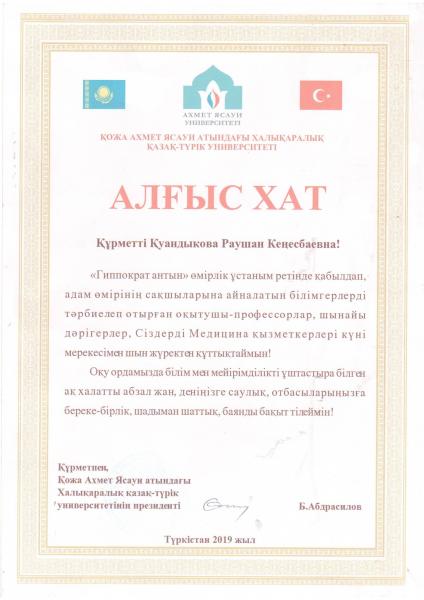 АХМЕТ ЯСАУИ
УНИВЕРСИТЕТІ
ҚОЖА АХМЕТ ЯСАУИ АТЫНДАҒЫ ХАЛЫҚАРАЛЫҚ
ҚАЗАҚ-ТҮРІК УНИВЕРСИТЕТІ
АЛҒЫС ХАТ
Құрметті Қуандыкова Раушан Кеңесбаевна!
«Гиппократ антын» өмірлік ұстаным ретінде қабылдап,
адам өмірінің сақшыларына айналатын білімгерлерді
тәрбиелеп отырған оқытушы-профессорлар, шынайы
дәрігерлер, Сіздерді Медицина қызметкерлері күні
мерекесімен шын жүректен құттықтаймын!
Оқу ордамызда білім мен мейірімділікті ұштастыра білген
ақ халатты абзал жан, деніңізге саулық, отбасыларыңызға
береке-бірлік, шадыман шаттық, баянды бақыт тілеймін!
Құрметпен,
Қожа Ахмет Ясауи атындағы
Халықаралық қазақ-түрік
университетінің президенті Б.Абдрасилов
Түркістан 2019 жыл